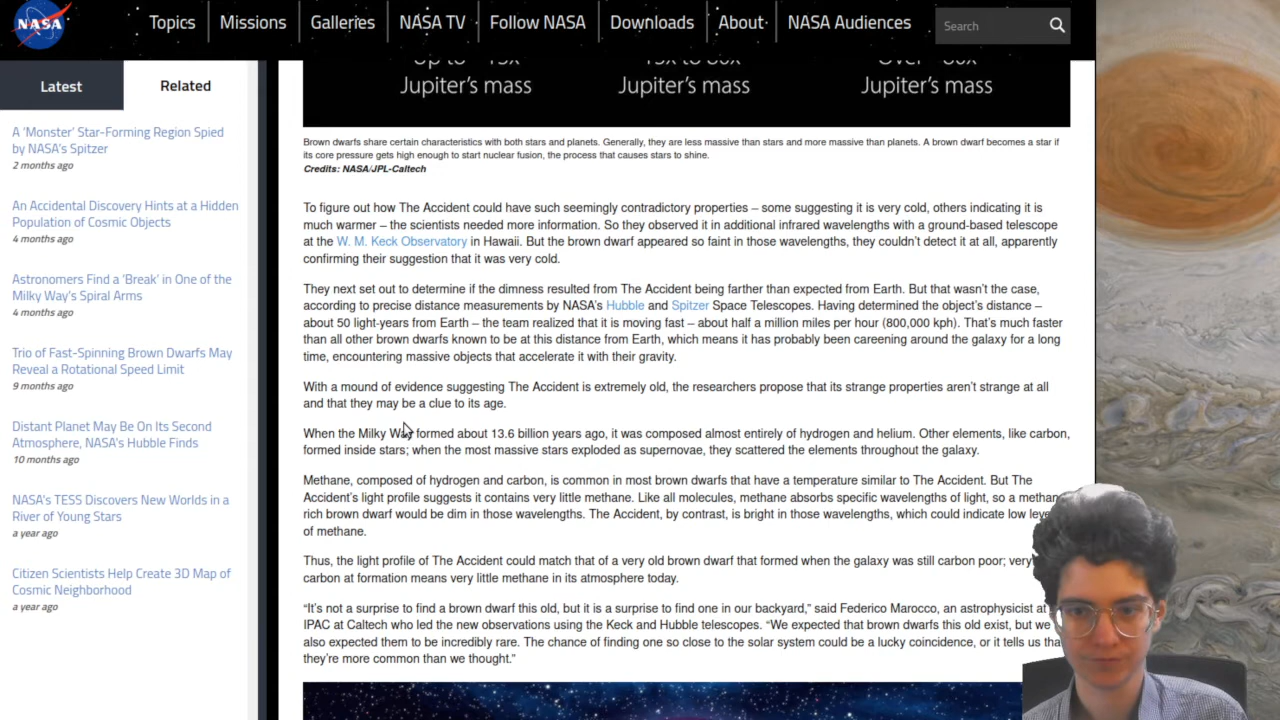 NASA
Topics
Missions
Galleries
NASA TV
Follow NASA
Downloads
About
NASA Audiences
Search
Latest
Related
A ‘Monster’ Star-Forming Region Spied
by NASA’s Spitzer
2 months ago
An Accidental Discovery Hints at a Hidden
Population of Cosmic Objects
4 months ago
Astronomers Find a ‘Break’ in One of the
Milky Way’s Spiral Arms
4 months ago
Trio of Fast-Spinning Brown Dwarfs May
Reveal a Rotational Speed Limit
9 months ago
Distant Planet May Be On Its Second
Atmosphere, NASA’s Hubble Finds
10 months ago
NASA’s TESS Discovers New Worlds in a
River of Young Stars
a year ago
Citizen Scientists Help Create 3D Map of
Cosmic Neighborhood
a year ago
Jupiter’s mass
Jupiter’s mass
Jupiter’s mass
Brown dwarfs share certain characteristics with both stars and planets. Generally, they are less massive than stars and more massive than planets. A brown dwarf becomes a star if
its core pressure gets high enough to start nuclear fusion, the process that causes stars to shine.
Credits: NASA/JPL-Caltech
To figure out how The Accident could have such seemingly contradictory properties – some suggesting it is very cold, others indicating it is
much warmer – the scientists needed more information. So they observed it in additional infrared wavelengths with a ground-based telescope
at the W. M. Keck Observatory in Hawaii. But the brown dwarf appeared so faint in those wavelengths, they couldn’t detect it at all, apparently
confirming their suggestion that it was very cold.
They next set out to determine if the dimness resulted from The Accident being farther than expected from Earth. But that wasn’t the case,
according to precise distance measurements by NASA’s Hubble and Spitzer Space Telescopes. Having determined the object’s distance –
about 50 light-years from Earth – the team realized that it is moving fast – about half a million miles per hour (800,000 kph). That’s much faster
than all other brown dwarfs known to be at this distance from Earth, which means it has probably been careening around the galaxy for a long
time, encountering massive objects that accelerate it with their gravity.
With a mound of evidence suggesting The Accident is extremely old, the researchers propose that its strange properties aren’t strange at all
and that they may be a clue to its age.
When the Milky Way formed about 13.6 billion years ago, it was composed almost entirely of hydrogen and helium. Other elements, like carbon,
formed inside stars; when the most massive stars exploded as supernovae, they scattered the elements throughout the galaxy.
Methane, composed of hydrogen and carbon, is common in most brown dwarfs that have a temperature similar to The Accident. But The
Accident’s light profile suggests it contains very little methane. Like all molecules, methane absorbs specific wavelengths of light, so a methan
rich brown dwarf would be dim in those wavelengths. The Accident, by contrast, is bright in those wavelengths, which could indicate low leve
of methane.
Thus, the light profile of The Accident could match that of a very old brown dwarf that formed when the galaxy was still carbon poor; very
carbon at formation means very little methane in its atmosphere today.
“It’s not a surprise to find a brown dwarf this old, but it is a surprise to find one in our backyard,” said Federico Marocco, an astrophysicist at
IPAC at Caltech who led the new observations using the Keck and Hubble telescopes. “We expected that brown dwarfs this old exist, but we
also expected them to be incredibly rare. The chance of finding one so close to the solar system could be a lucky coincidence, or it tells us tha
they’re more common than we thought.”